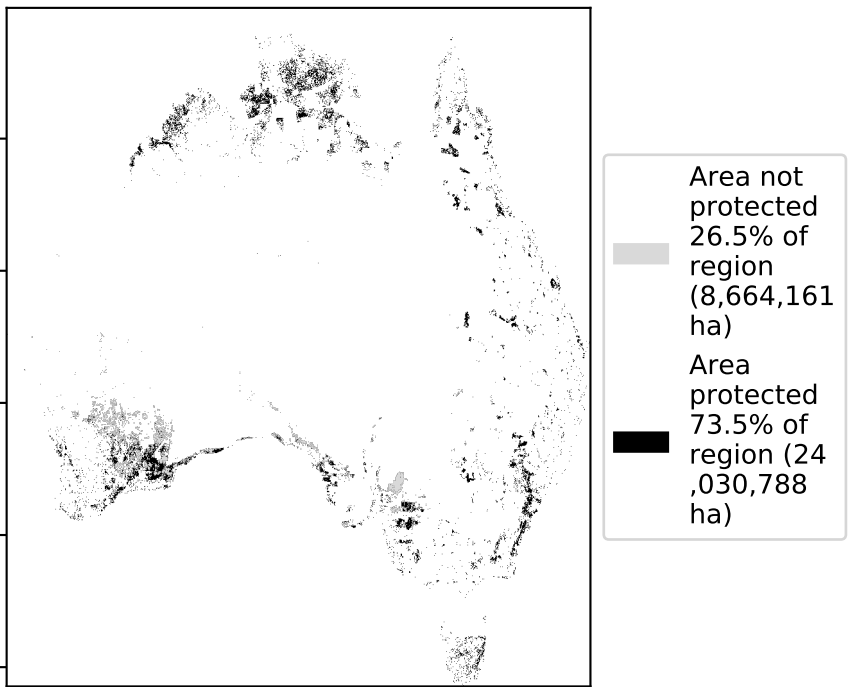 Area not
protected
26.5% of
region
(8,664,161
ha)
Area
protected
73.5% of
region (24
,030,788
ha)